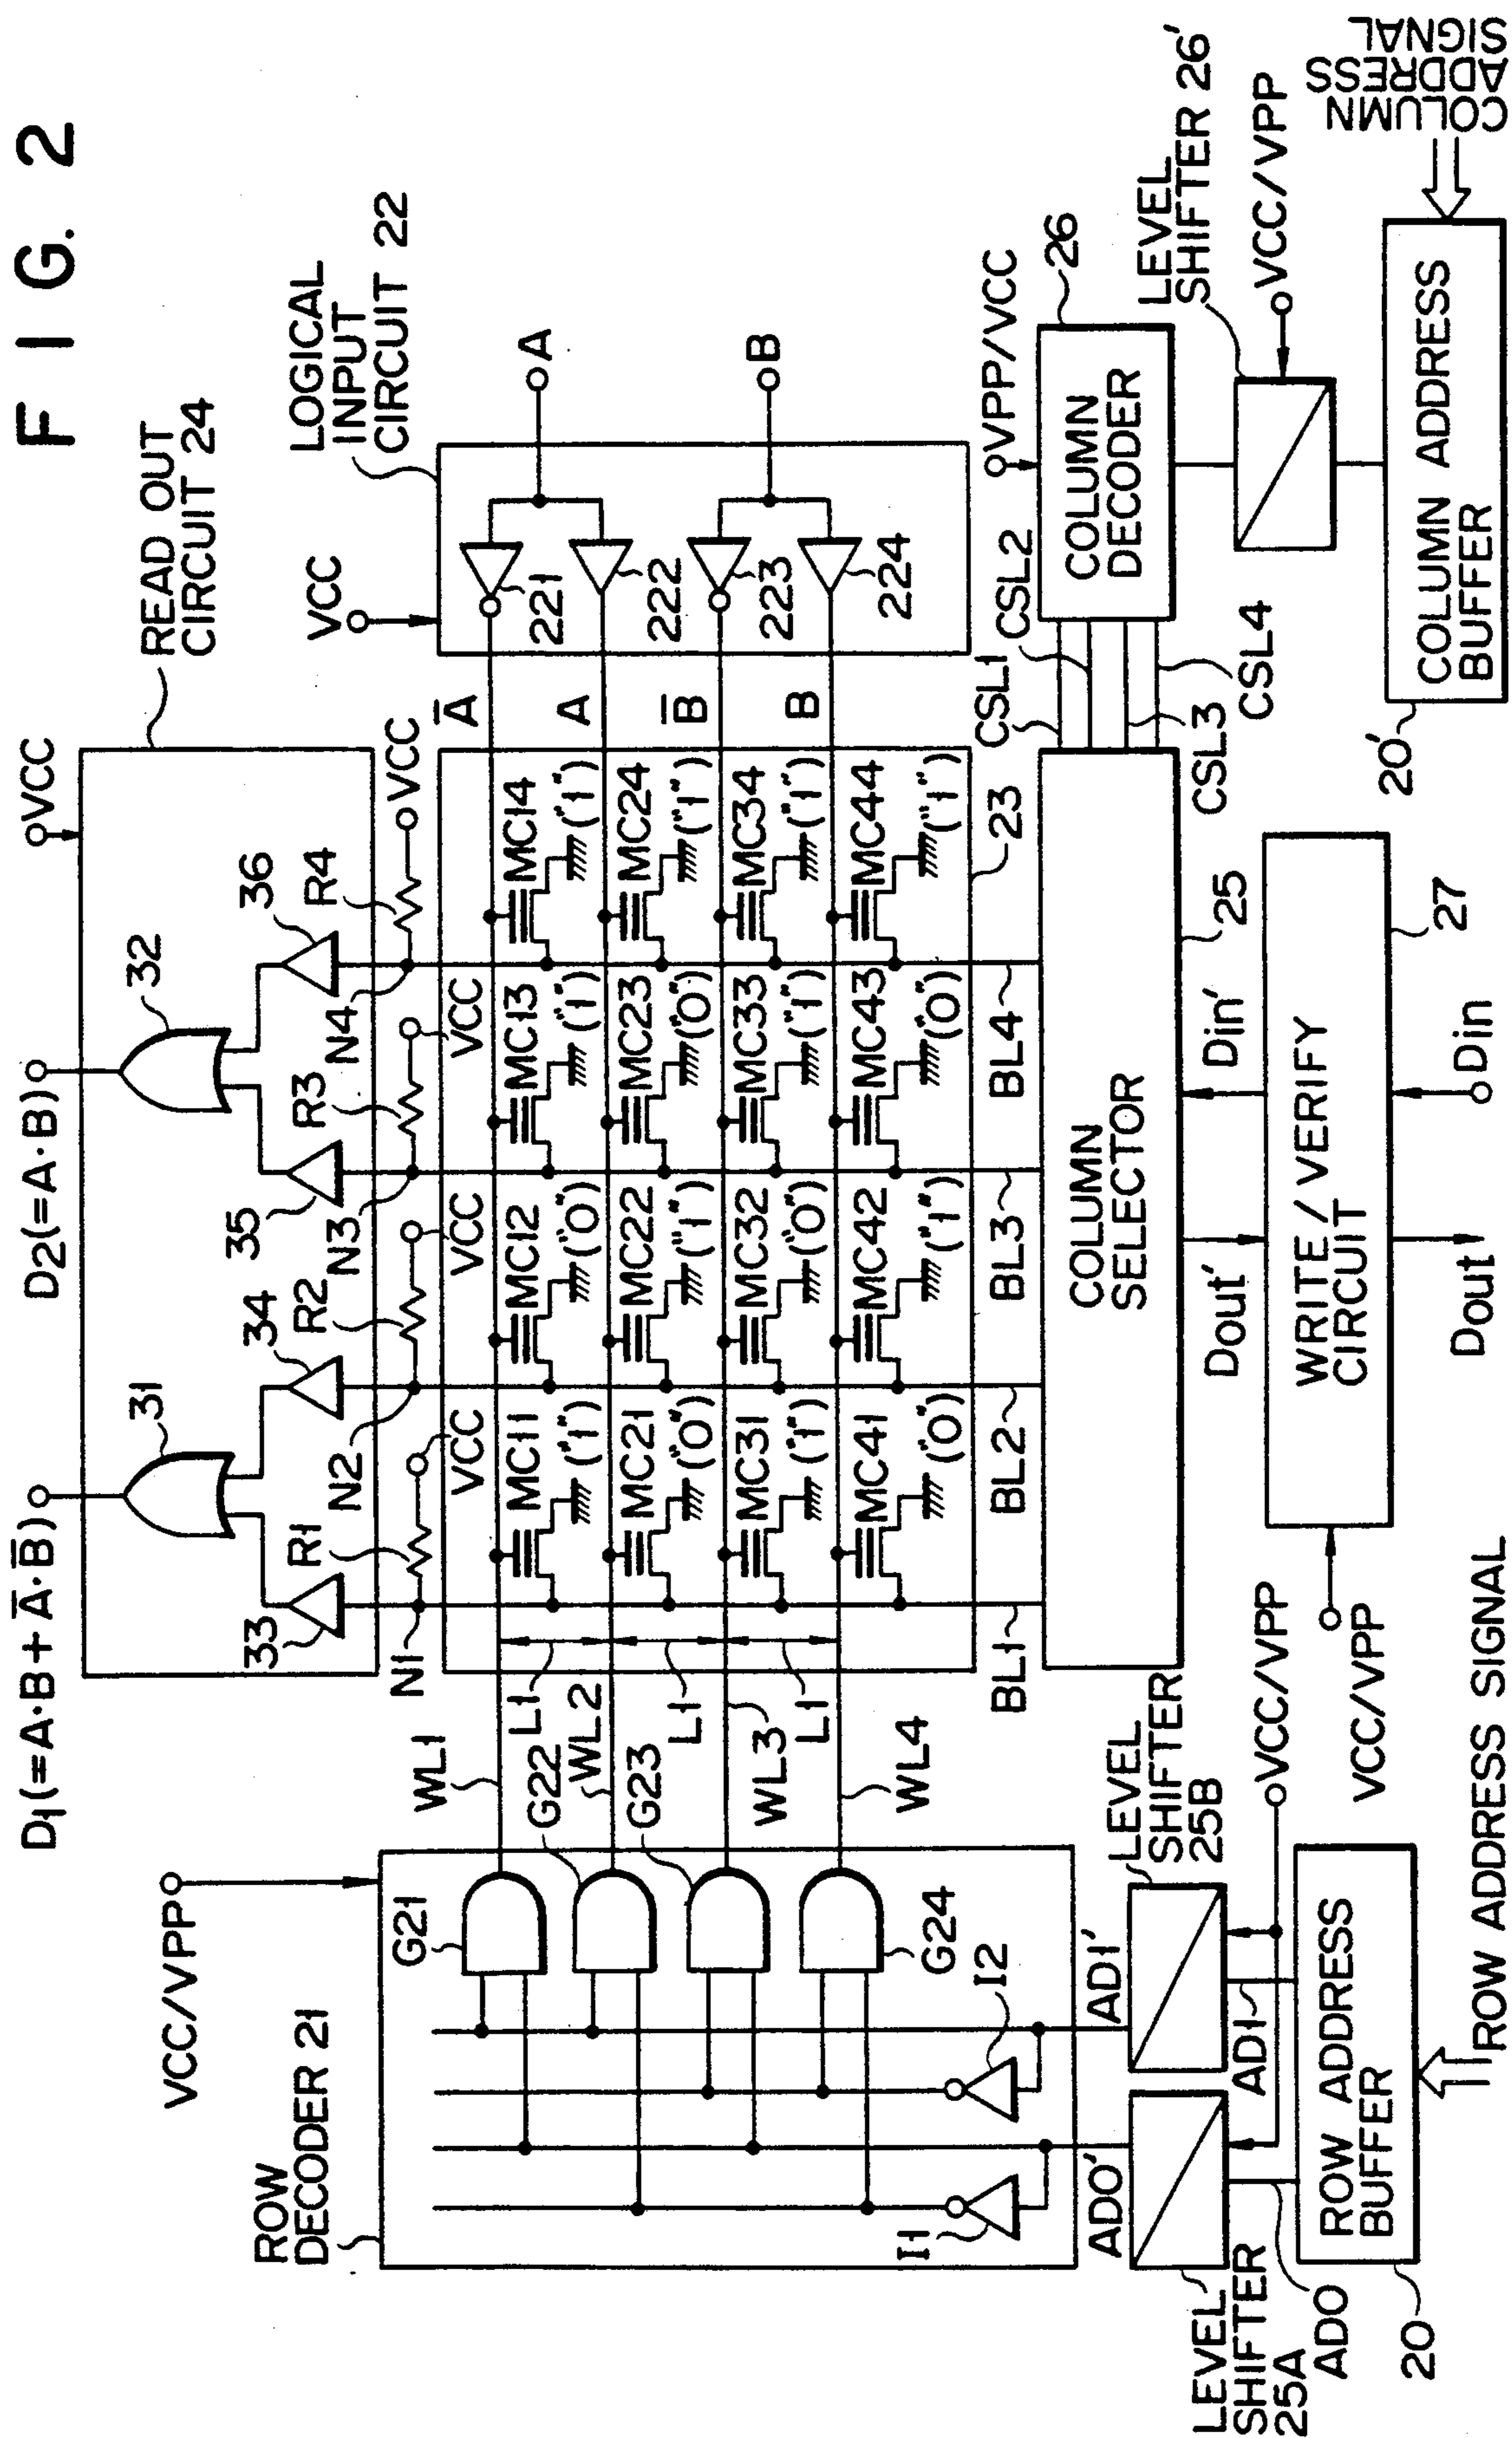 FIG. 2
D1(=A·B+A̅·B̅)
D2(=A·B)
VCC
READ OUT
CIRCUIT 24
31
32
33
34
35
36
R1
R2
R3
R4
N1
N2
N3
N4
VCC
VCC
VCC
VCC
VCC/VPP
ROW
DECODER 21
G21
G22
G23
G24
I1
I2
WL1
WL2
WL3
WL4
L1
L1
L1
MC11
("1")
MC12
("0")
MC13
("1")
MC14
("1")
MC21
("0")
MC22
("1")
MC23
("0")
MC24
("1")
MC31
("1")
MC32
("0")
MC33
("1")
MC34
("1")
MC41
("0")
MC42
("1")
MC43
("0")
MC44
("1")
23
A̅
A
B̅
B
LOGICAL
INPUT
CIRCUIT 22
VCC
221
222
223
224
A
B
BL1
BL2
BL3
BL4
COLUMN
SELECTOR
25
CSL1
CSL2
CSL3
CSL4
VPP/VCC
26
COLUMN
DECODER
LEVEL
SHIFTER 26'
VCC/VPP
COLUMN ADDRESS
BUFFER
20'
COLUMN
ADDRESS
SIGNAL
Dout'
Din'
WRITE/VERIFY
CIRCUIT
27
VCC/VPP
Dout
Din
AD0'
AD1'
LEVEL
SHIFTER
25A
LEVEL
SHIFTER
25B
VCC/VPP
AD0
AD1
ROW ADDRESS
BUFFER
20
ROW ADDRESS SIGNAL